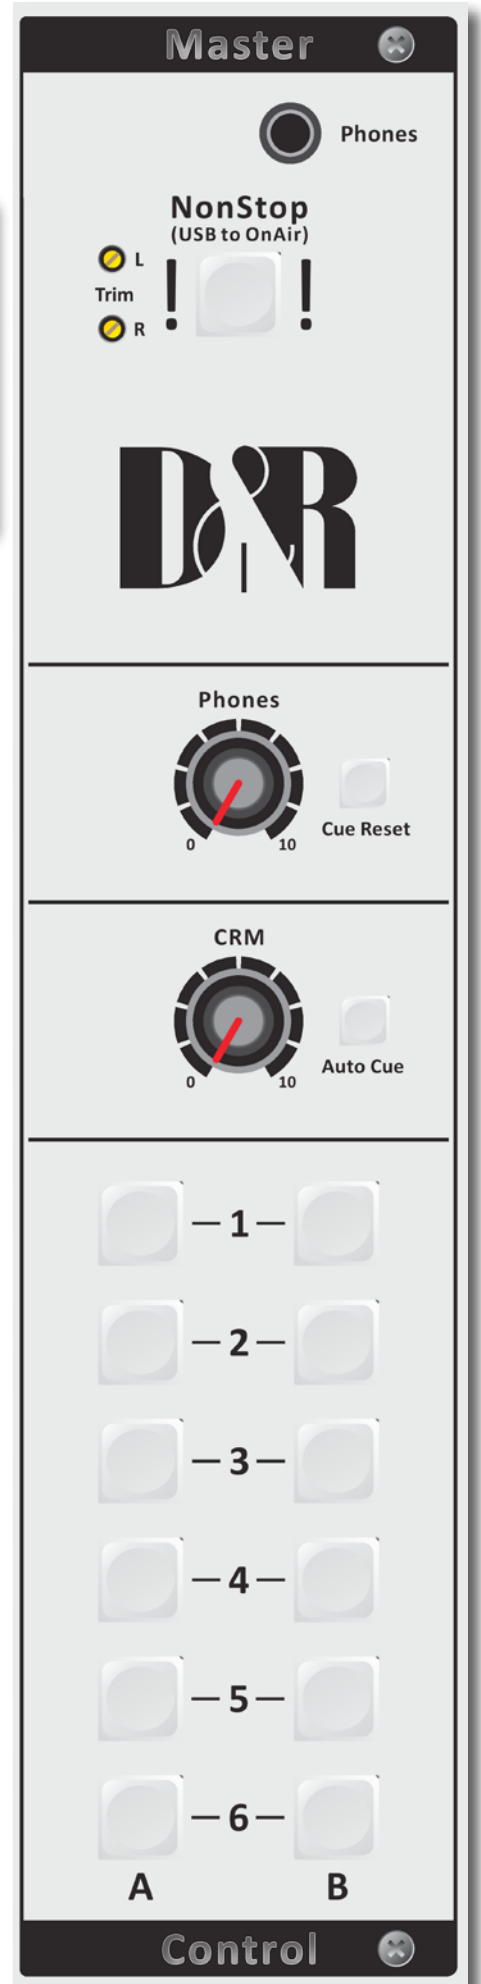 Master
Phones
NonStop
(USB to OnAir)
L
! !
Trim
R
D&R
Phones
Cue Reset
0 10
CRM
Auto Cue
0 10
– 1 –
– 2 –
– 3 –
– 4 –
– 5 –
– 6 –
A B
Control